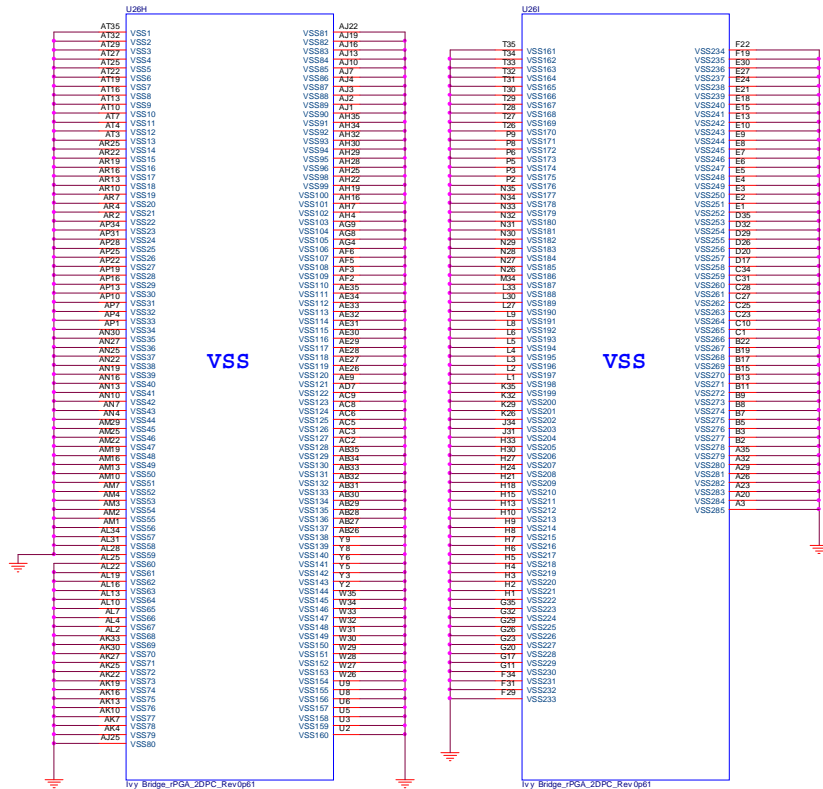 U26H
AT35 VSS1
AT32 VSS2
AT29 VSS3
AT27 VSS4
AT25 VSS5
AT22 VSS6
AT19 VSS7
AT16 VSS8
AT13 VSS9
AT10 VSS10
AT7 VSS11
AT4 VSS12
AT3 VSS13
AR25 VSS14
AR22 VSS15
AR19 VSS16
AR16 VSS17
AR13 VSS18
AR10 VSS19
AR7 VSS20
AR4 VSS21
AR2 VSS22
AP34 VSS23
AP31 VSS24
AP28 VSS25
AP25 VSS26
AP22 VSS27
AP19 VSS28
AP16 VSS29
AP13 VSS30
AP10 VSS31
AP7 VSS32
AP4 VSS33
AP1 VSS34
AN30 VSS35
AN27 VSS36
AN25 VSS37
AN22 VSS38
AN19 VSS39
AN16 VSS40
AN13 VSS41
AN10 VSS42
AN7 VSS43
AN4 VSS44
AM29 VSS45
AM25 VSS46
AM22 VSS47
AM19 VSS48
AM16 VSS49
AM13 VSS50
AM10 VSS51
AM7 VSS52
AM4 VSS53
AM3 VSS54
AM2 VSS55
AM1 VSS56
AL34 VSS57
AL31 VSS58
AL28 VSS59
AL25 VSS60
AL22 VSS61
AL19 VSS62
AL16 VSS63
AL13 VSS64
AL10 VSS65
AL7 VSS66
AL4 VSS67
AL2 VSS68
AK33 VSS69
AK30 VSS70
AK27 VSS71
AK25 VSS72
AK22 VSS73
AK19 VSS74
AK16 VSS75
AK13 VSS76
AK10 VSS77
AK7 VSS78
AK4 VSS79
AJ25 VSS80
VSS
VSS81 AJ22
VSS82 AJ19
VSS83 AJ16
VSS84 AJ13
VSS85 AJ10
VSS86 AJ7
VSS87 AJ4
VSS88 AJ3
VSS89 AJ2
VSS90 AJ1
VSS91 AH35
VSS92 AH34
VSS93 AH32
VSS94 AH30
VSS95 AH29
VSS96 AH28
VSS98 AH25
VSS99 AH22
VSS100 AH19
VSS101 AH16
VSS102 AH7
VSS103 AH4
VSS104 AG9
VSS105 AG8
VSS106 AG4
VSS107 AF6
VSS108 AF5
VSS109 AF3
VSS110 AF2
VSS111 AE35
VSS112 AE34
VSS113 AE33
VSS114 AE32
VSS115 AE31
VSS116 AE30
VSS117 AE29
VSS118 AE28
VSS119 AE27
VSS120 AE26
VSS121 AE9
VSS122 AD7
VSS123 AC9
VSS124 AC8
VSS125 AC6
VSS126 AC5
VSS127 AC3
VSS128 AC2
VSS129 AB35
VSS130 AB34
VSS131 AB33
VSS132 AB32
VSS133 AB31
VSS134 AB30
VSS135 AB29
VSS136 AB28
VSS137 AB27
VSS138 AB26
VSS139 Y9
VSS140 Y8
VSS141 Y6
VSS142 Y5
VSS143 Y3
VSS144 Y2
VSS145 W35
VSS146 W34
VSS147 W33
VSS148 W32
VSS149 W31
VSS150 W30
VSS151 W29
VSS152 W28
VSS153 W27
VSS154 W26
VSS155 U9
VSS156 U8
VSS157 U6
VSS158 U5
VSS159 U3
VSS160 U2
Ivy Bridge_rPGA_2DPC_Rev0p61
U26I
T35 VSS161
T34 VSS162
T33 VSS163
T32 VSS164
T31 VSS165
T30 VSS166
T29 VSS167
T28 VSS168
T27 VSS169
T26 VSS170
P9 VSS171
P8 VSS172
P6 VSS173
P5 VSS174
P3 VSS175
P2 VSS176
N35 VSS177
N34 VSS178
N33 VSS179
N32 VSS180
N31 VSS181
N30 VSS182
N29 VSS183
N28 VSS184
N27 VSS185
N26 VSS186
M34 VSS187
L33 VSS188
L30 VSS189
L27 VSS190
L9 VSS191
L8 VSS192
L6 VSS193
L5 VSS194
L4 VSS195
L3 VSS196
L2 VSS197
L1 VSS198
K35 VSS199
K32 VSS200
K29 VSS201
K26 VSS202
J34 VSS203
J31 VSS204
H33 VSS205
H30 VSS206
H27 VSS207
H24 VSS208
H21 VSS209
H18 VSS210
H15 VSS211
H13 VSS212
H10 VSS213
H9 VSS214
H8 VSS215
H7 VSS216
H6 VSS217
H5 VSS218
H4 VSS219
H3 VSS220
H2 VSS221
H1 VSS222
G35 VSS223
G32 VSS224
G29 VSS225
G26 VSS226
G23 VSS227
G20 VSS228
G17 VSS229
G11 VSS230
F34 VSS231
F31 VSS232
F29 VSS233
VSS
VSS234 F22
VSS235 F19
VSS236 E30
VSS237 E27
VSS238 E24
VSS239 E21
VSS240 E18
VSS241 E15
VSS242 E13
VSS243 E10
VSS244 E9
VSS245 E8
VSS246 E7
VSS247 E6
VSS248 E5
VSS249 E4
VSS250 E3
VSS251 E2
VSS252 E1
VSS253 D35
VSS254 D32
VSS255 D29
VSS256 D26
VSS257 D20
VSS258 D17
VSS259 C34
VSS260 C31
VSS261 C28
VSS262 C27
VSS263 C25
VSS264 C23
VSS265 C10
VSS266 C1
VSS267 B22
VSS268 B19
VSS269 B17
VSS270 B15
VSS271 B13
VSS272 B11
VSS273 B9
VSS274 B8
VSS275 B7
VSS276 B5
VSS277 B3
VSS278 B2
VSS279 A35
VSS280 A32
VSS281 A29
VSS282 A26
VSS283 A23
VSS284 A20
VSS285 A3
Ivy Bridge_rPGA_2DPC_Rev0p61